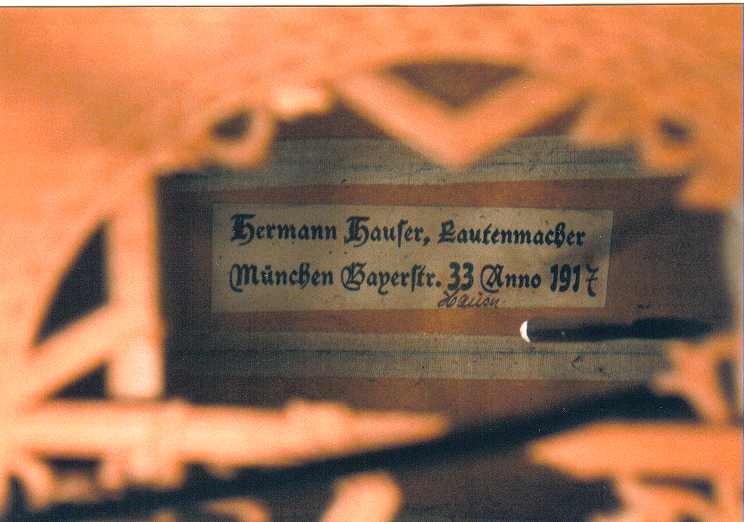 Hermann Hauser, Lautenmacher
München Bayerstr. 33 Anno 1917